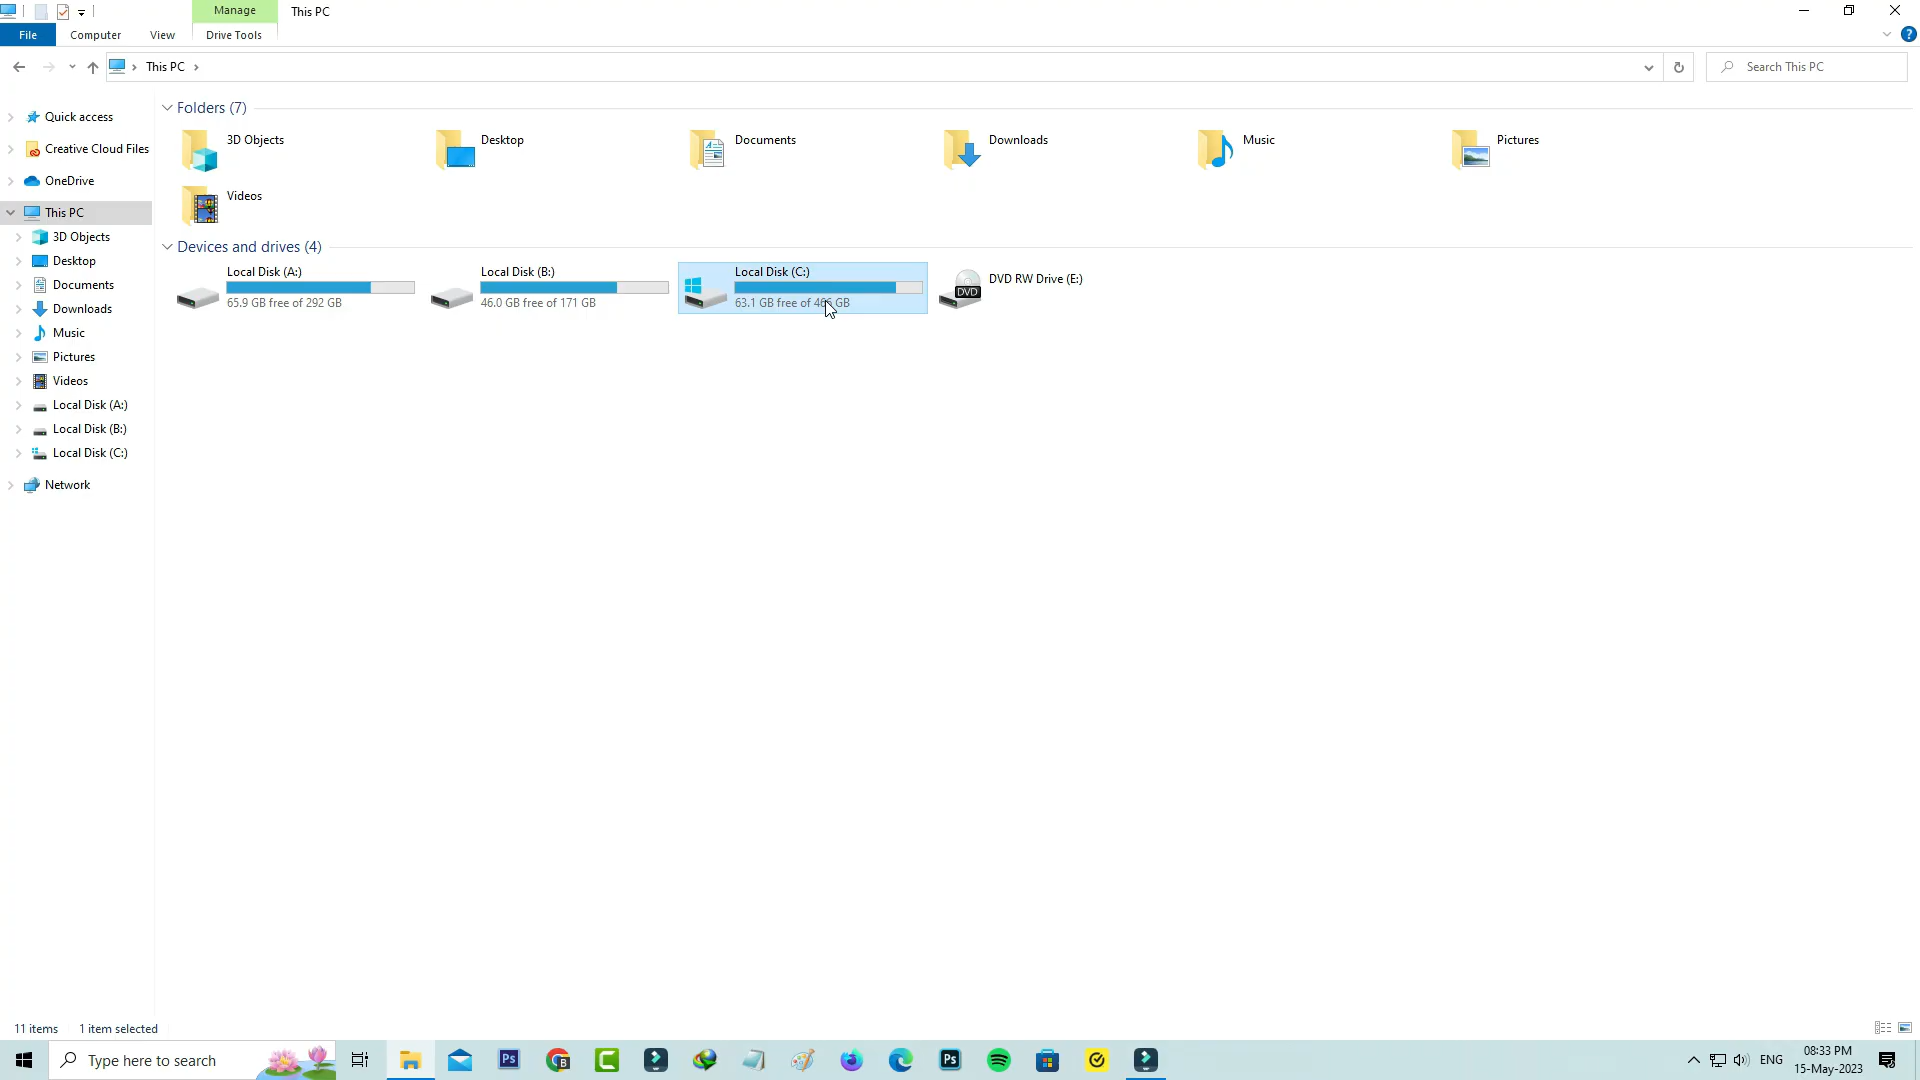 Manage
This PC
File
Computer
View
Drive Tools
This PC
Search This PC
Quick access
Creative Cloud Files
OneDrive
This PC
3D Objects
Desktop
Documents
Downloads
Music
Pictures
Videos
Local Disk (A:)
Local Disk (B:)
Local Disk (C:)
Network
Folders (7)
3D Objects
Desktop
Documents
Downloads
Music
Pictures
Videos
Devices and drives (4)
Local Disk (A:)
65.9 GB free of 292 GB
Local Disk (B:)
46.0 GB free of 171 GB
Local Disk (C:)
63.1 GB free of 466 GB
DVD RW Drive (E:)
DVD
11 items
1 item selected
Type here to search
Ps
B
C
Ps
ENG
08:33 PM
15-May-2023